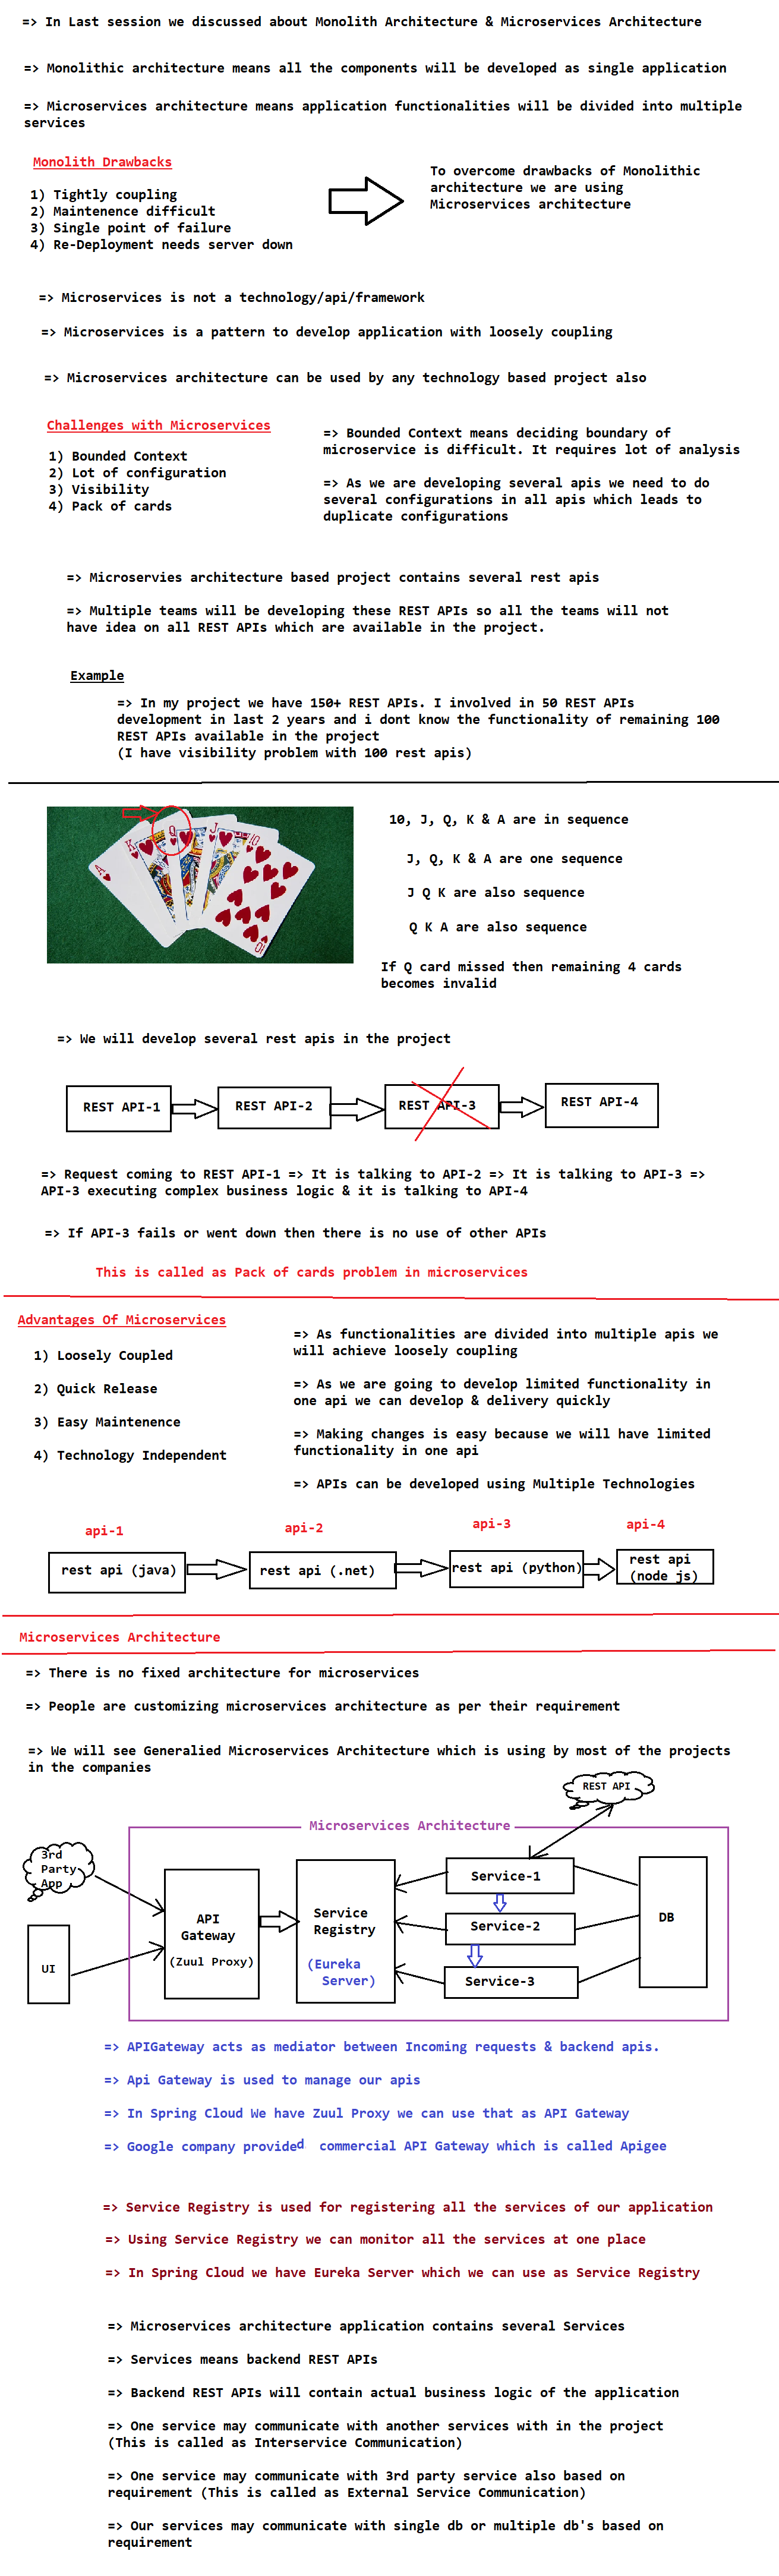 => In Last session we discussed about Monolith Architecture & Microservices Architecture
=> Monolithic architecture means all the components will be developed as single application
=> Microservices architecture means application functionalities will be divided into multiple
services
Monolith Drawbacks
1) Tightly coupling
2) Maintenence difficult
3) Single point of failure
4) Re-Deployment needs server down
To overcome drawbacks of Monolithic
architecture we are using
Microservices architecture
=> Microservices is not a technology/api/framework
=> Microservices is a pattern to develop application with loosely coupling
=> Microservices architecture can be used by any technology based project also
Challenges with Microservices
1) Bounded Context
2) Lot of configuration
3) Visibility
4) Pack of cards
=> Bounded Context means deciding boundary of
microservice is difficult. It requires lot of analysis
=> As we are developing several apis we need to do
several configurations in all apis which leads to
duplicate configurations
=> Microservies architecture based project contains several rest apis
=> Multiple teams will be developing these REST APIs so all the teams will not
have idea on all REST APIs which are available in the project.
Example
=> In my project we have 150+ REST APIs. I involved in 50 REST APIs
development in last 2 years and i dont know the functionality of remaining 100
REST APIs available in the project
(I have visibility problem with 100 rest apis)
A
K
Q
J
10
10
10, J, Q, K & A are in sequence
J, Q, K & A are one sequence
J Q K are also sequence
Q K A are also sequence
If Q card missed then remaining 4 cards
becomes invalid
=> We will develop several rest apis in the project
REST API-1
REST API-2
REST API-3
REST API-4
=> Request coming to REST API-1 => It is talking to API-2 => It is talking to API-3 =>
API-3 executing complex business logic & it is talking to API-4
=> If API-3 fails or went down then there is no use of other APIs
This is called as Pack of cards problem in microservices
Advantages Of Microservices
1) Loosely Coupled
2) Quick Release
3) Easy Maintenence
4) Technology Independent
=> As functionalities are divided into multiple apis we
will achieve loosely coupling
=> As we are going to develop limited functionality in
one api we can develop & delivery quickly
=> Making changes is easy because we will have limited
functionality in one api
=> APIs can be developed using Multiple Technologies
api-1
api-2
api-3
api-4
rest api (java)
rest api (.net)
rest api (python)
rest api
(node js)
Microservices Architecture
=> There is no fixed architecture for microservices
=> People are customizing microservices architecture as per their requirement
=> We will see Generalied Microservices Architecture which is using by most of the projects
in the companies
REST API
Microservices Architecture
3rd
Party
App
UI
API
Gateway
(Zuul Proxy)
Service
Registry
(Eureka
Server)
Service-1
Service-2
Service-3
DB
=> APIGateway acts as mediator between Incoming requests & backend apis.
=> Api Gateway is used to manage our apis
=> In Spring Cloud We have Zuul Proxy we can use that as API Gateway
=> Google company provided commercial API Gateway which is called Apigee
=> Service Registry is used for registering all the services of our application
=> Using Service Registry we can monitor all the services at one place
=> In Spring Cloud we have Eureka Server which we can use as Service Registry
=> Microservices architecture application contains several Services
=> Services means backend REST APIs
=> Backend REST APIs will contain actual business logic of the application
=> One service may communicate with another services with in the project
(This is called as Interservice Communication)
=> One service may communicate with 3rd party service also based on
requirement (This is called as External Service Communication)
=> Our services may communicate with single db or multiple db's based on
requirement